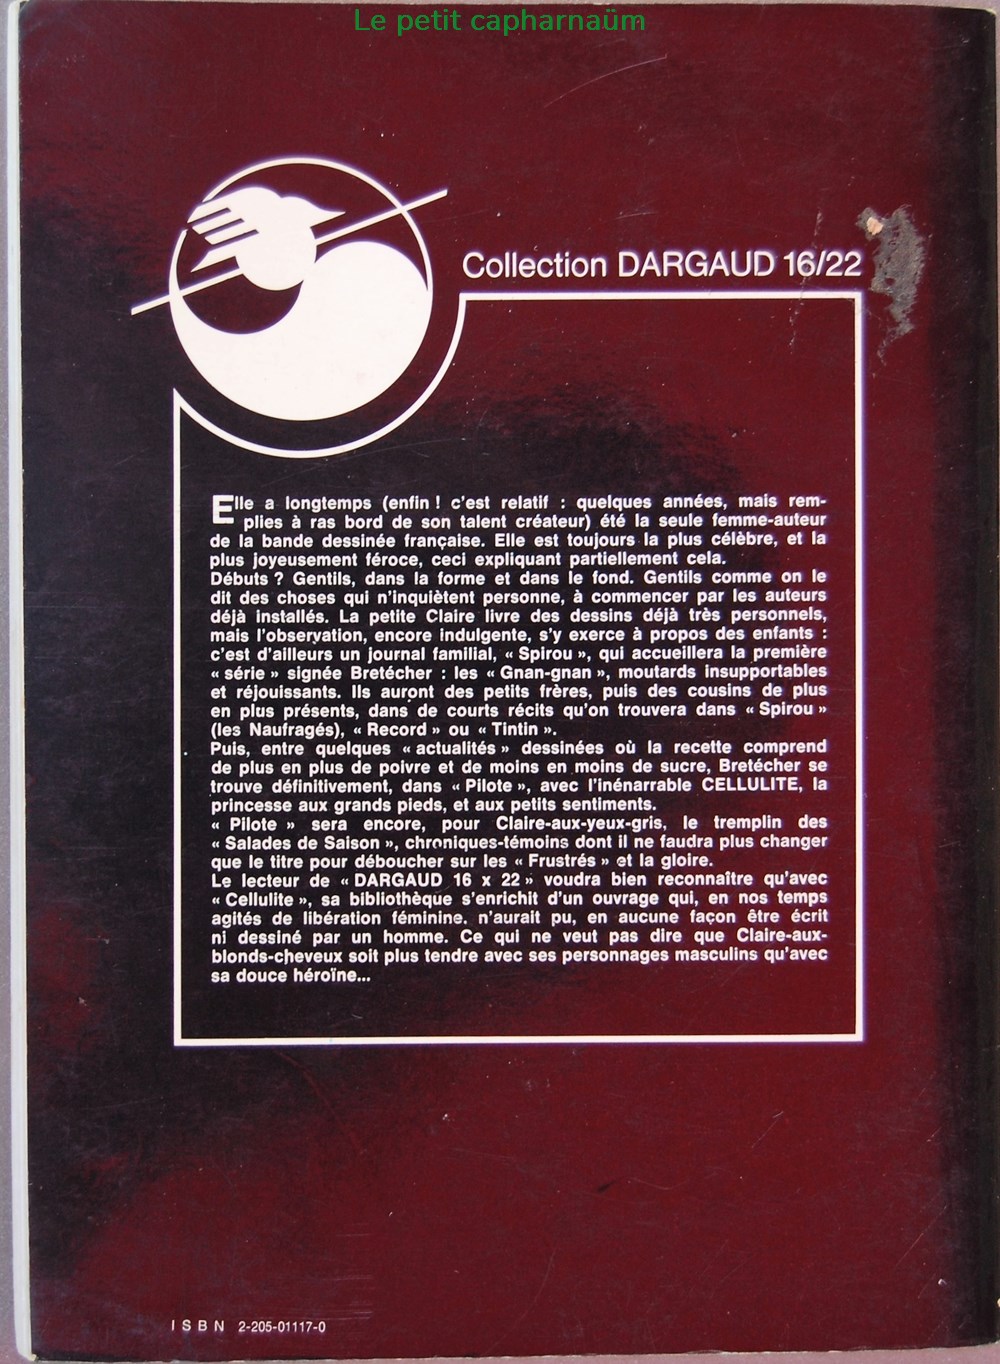 Le petit capharnaüm
Collection DARGAUD 16/22
Elle a longtemps (enfin ! c'est relatif : quelques années, mais rem-
plies à ras bord de son talent créateur) été la seule femme-auteur
de la bande dessinée française. Elle est toujours la plus célèbre, et la
plus joyeusement féroce, ceci expliquant partiellement cela.
Débuts ? Gentils, dans la forme et dans le fond. Gentils comme on le
dit des choses qui n'inquiètent personne, à commencer par les auteurs
déjà installés. La petite Claire livre des dessins déjà très personnels,
mais l'observation, encore indulgente, s'y exerce à propos des enfants :
c'est d'ailleurs un journal familial, « Spirou », qui accueillera la première
« série » signée Bretécher : les « Gnan-gnan », moutards insupportables
et réjouissants. Ils auront des petits frères, puis des cousins de plus
en plus présents, dans de courts récits qu'on trouvera dans « Spirou »
(les Naufragés), « Record » ou « Tintin ».
Puis, entre quelques « actualités » dessinées où la recette comprend
de plus en plus de poivre et de moins en moins de sucre, Bretécher se
trouve définitivement, dans « Pilote », avec l'inénarrable CELLULITE, la
princesse aux grands pieds, et aux petits sentiments.
« Pilote » sera encore, pour Claire-aux-yeux-gris, le tremplin des
« Salades de Saison », chroniques-témoins dont il ne faudra plus changer
que le titre pour déboucher sur les « Frustrés » et la gloire.
Le lecteur de « DARGAUD 16 x 22 » voudra bien reconnaître qu'avec
« Cellulite », sa bibliothèque s'enrichit d'un ouvrage qui, en nos temps
agités de libération féminine. n'aurait pu, en aucune façon être écrit
ni dessiné par un homme. Ce qui ne veut pas dire que Claire-aux-
blonds-cheveux soit plus tendre avec ses personnages masculins qu'avec
sa douce héroïne...
ISBN 2-205-01117-0